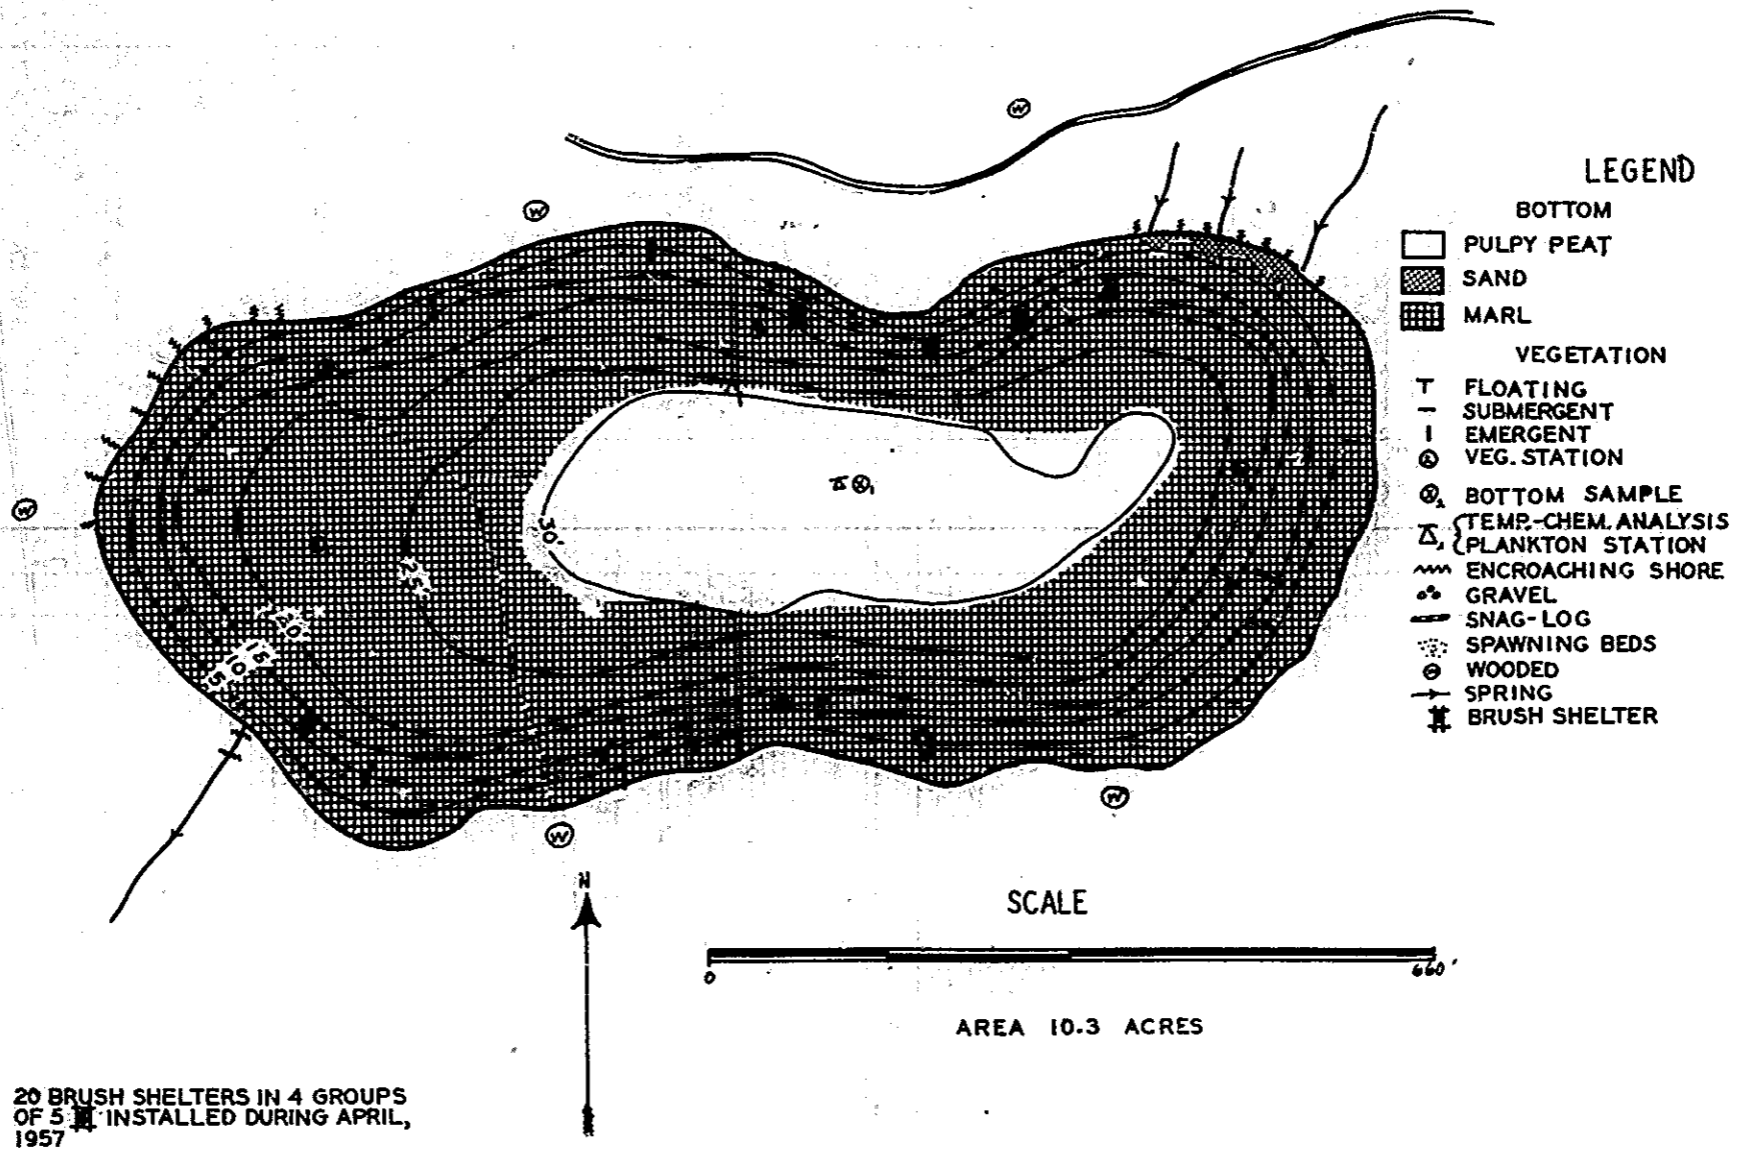 LEGEND
BOTTOM
PULPY PEAT
SAND
MARL
VEGETATION
T FLOATING
– SUBMERGENT
I EMERGENT
VEG. STATION
BOTTOM SAMPLE
TEMP.-CHEM. ANALYSIS
PLANKTON STATION
ENCROACHING SHORE
GRAVEL
SNAG-LOG
SPAWNING BEDS
W WOODED
SPRING
BRUSH SHELTER
W
W
W
W
W
30'
25'
20'
15'
10'
5'
N
SCALE
0 660'
AREA 10.3 ACRES
20 BRUSH SHELTERS IN 4 GROUPS
OF 5 INSTALLED DURING APRIL,
1957